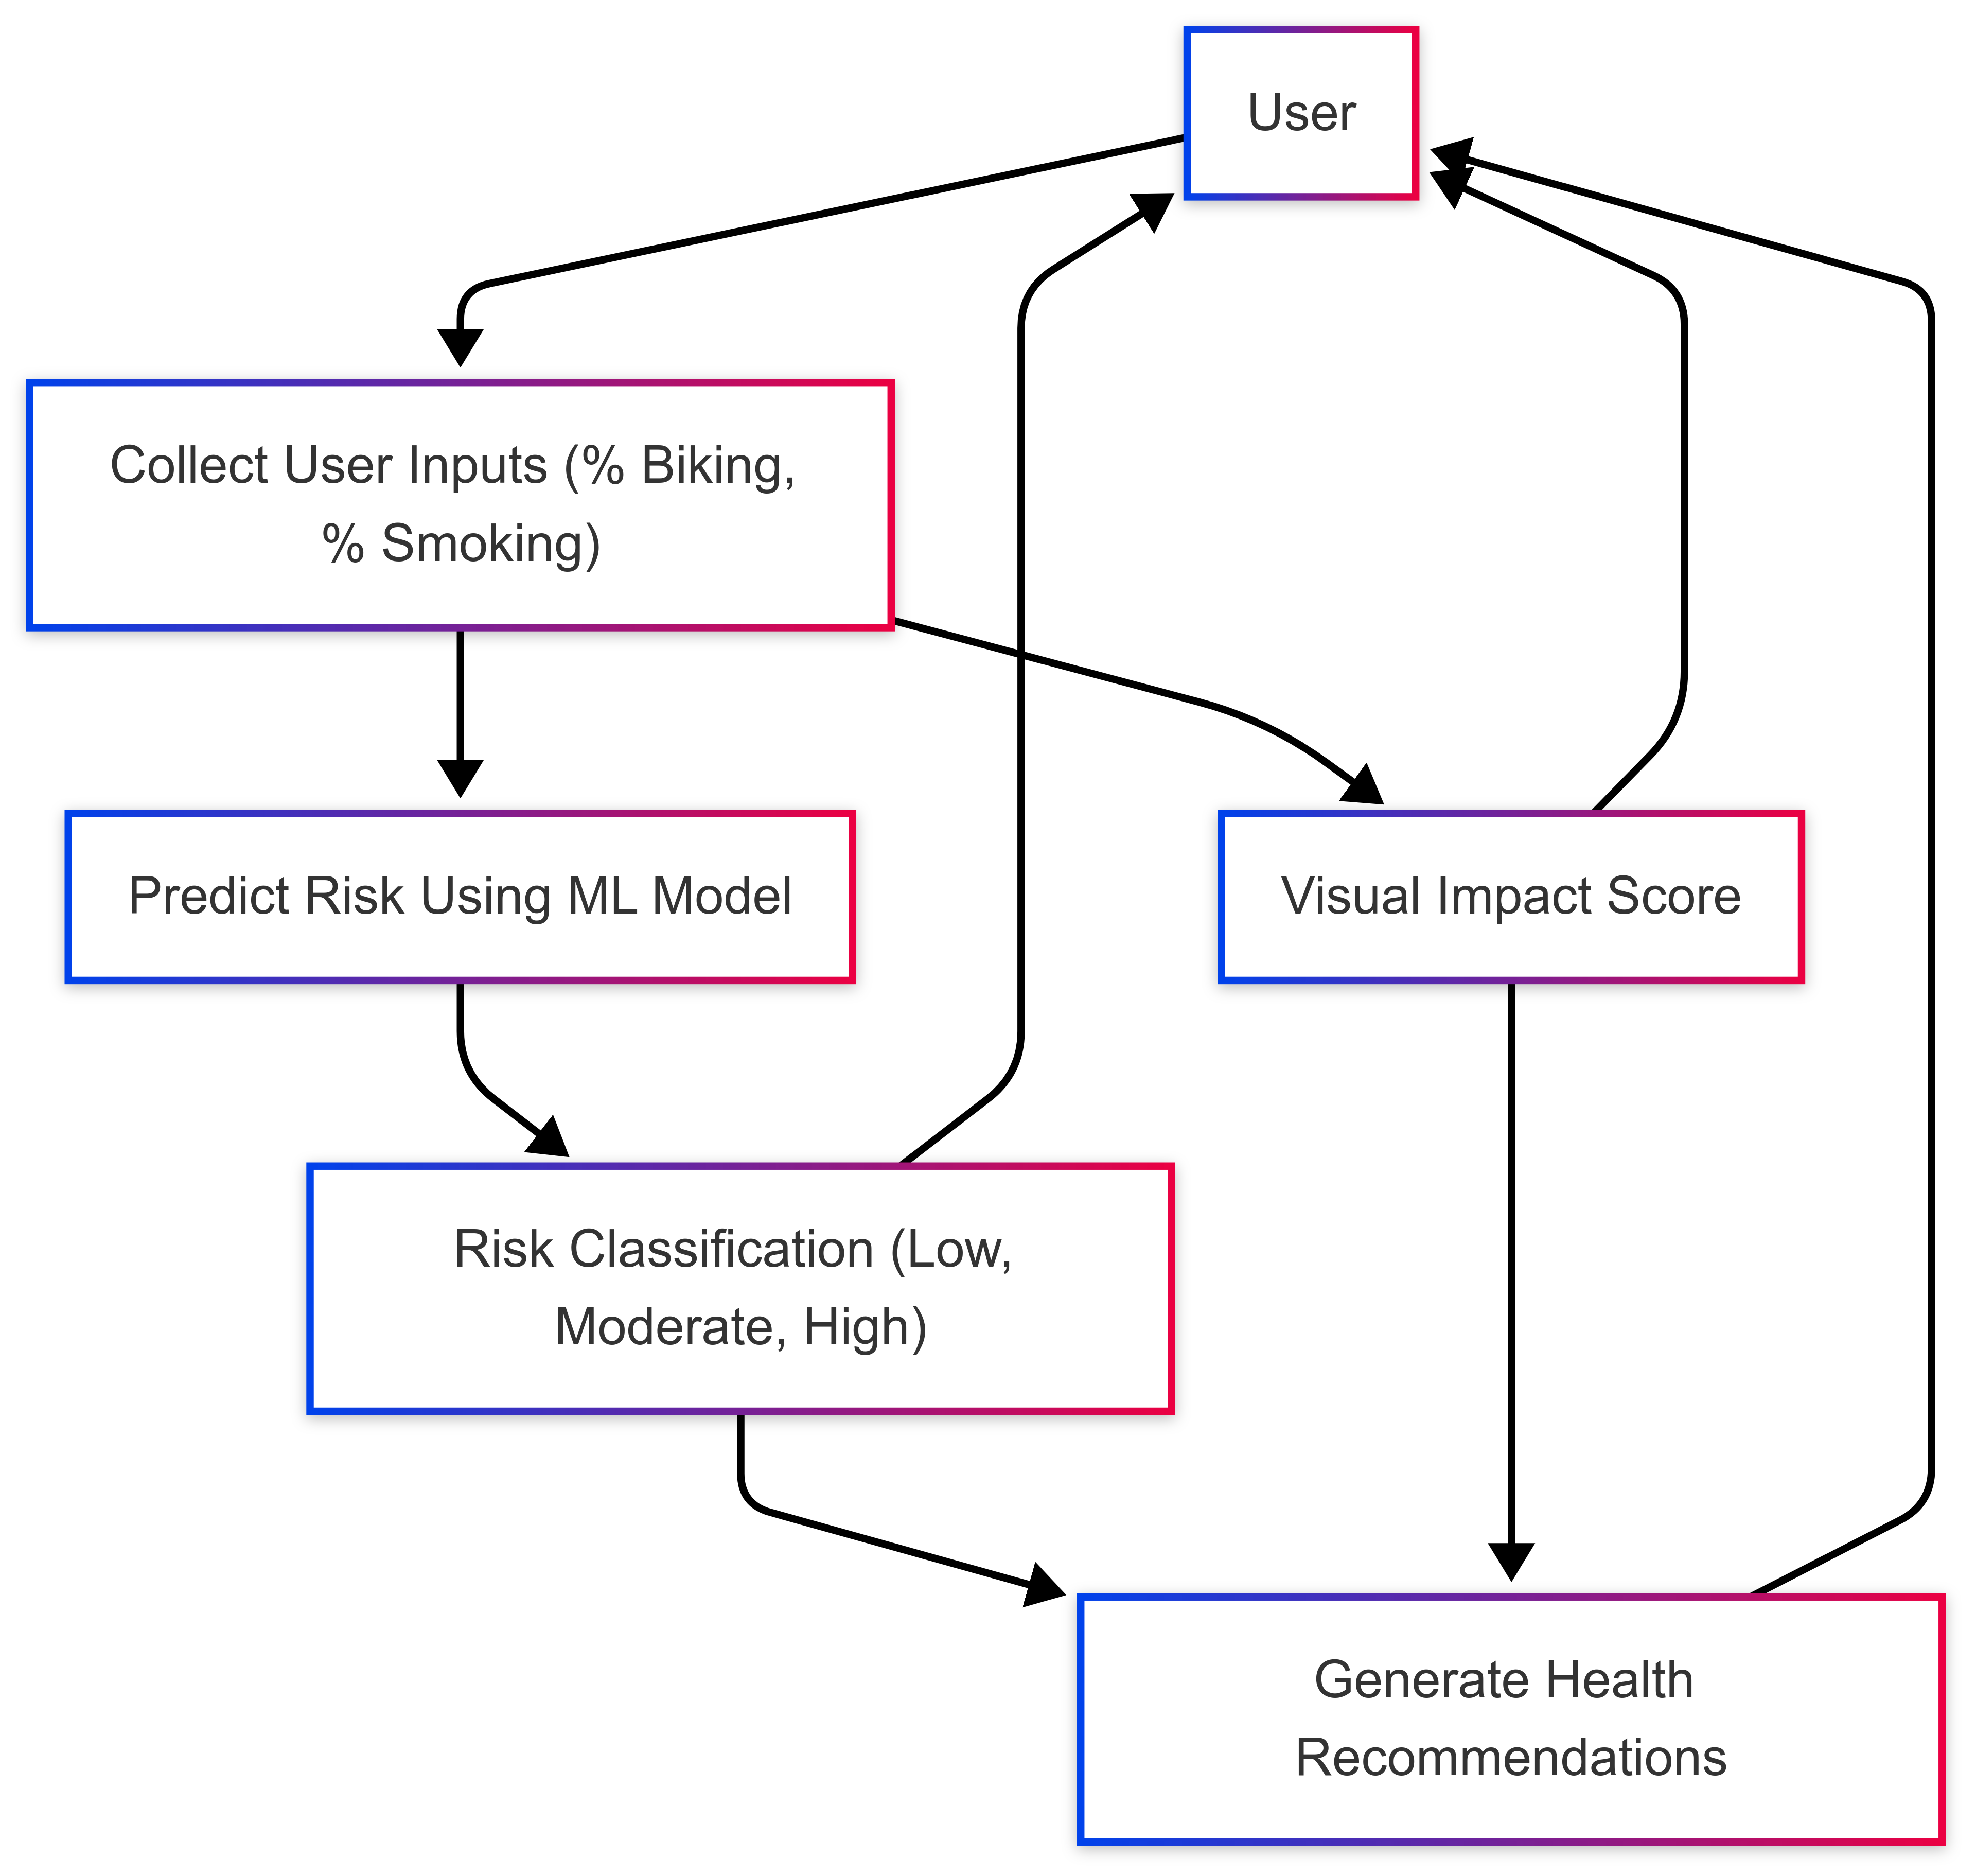 User
Collect User Inputs (% Biking,
% Smoking)
Predict Risk Using ML Model
Visual Impact Score
Risk Classification (Low,
Moderate, High)
Generate Health
Recommendations